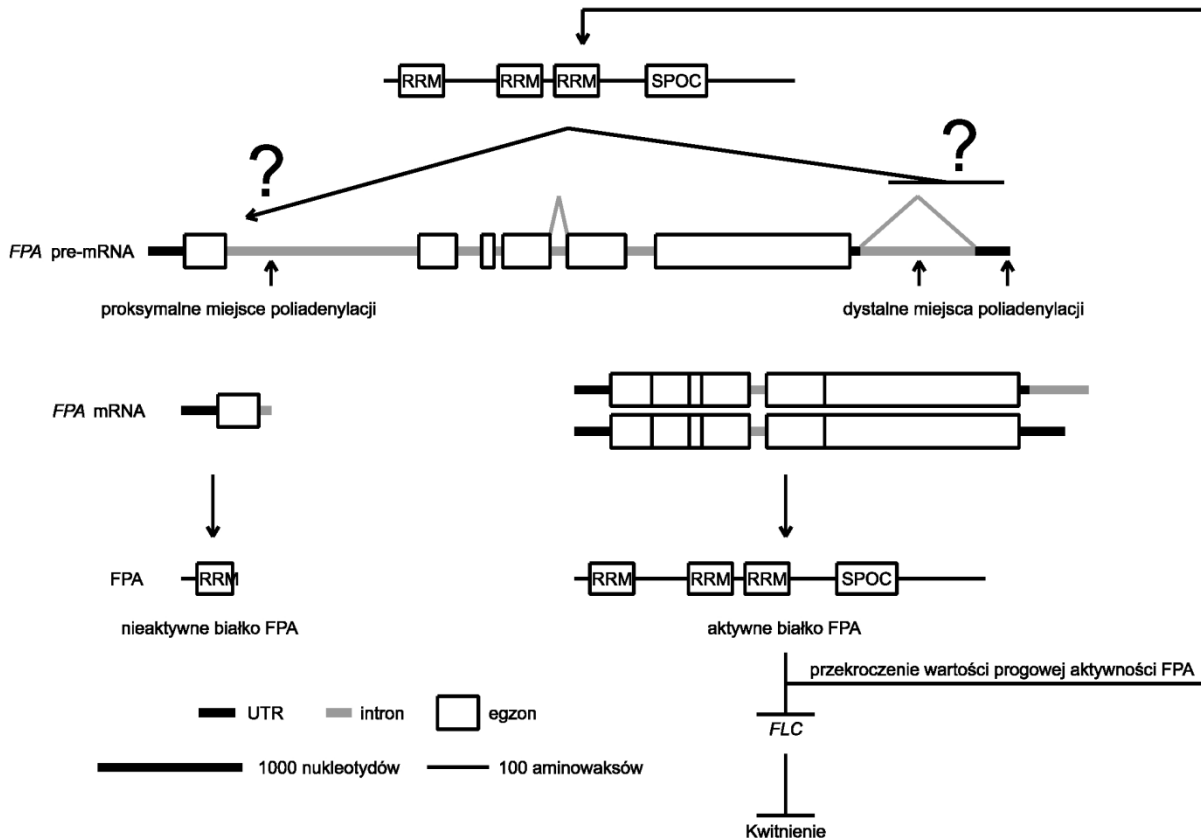 RRM RRM RRM SPOC
? ?
FPA pre-mRNA
proksymalne miejsce poliadenylacji dystalne miejsca poliadenylacji
FPA mRNA
FPA RRM RRM RRM RRM SPOC
nieaktywne białko FPA aktywne białko FPA
przekroczenie wartości progowej aktywności FPA
UTR intron egzon
FLC
1000 nukleotydów 100 aminowaksów
Kwitnienie